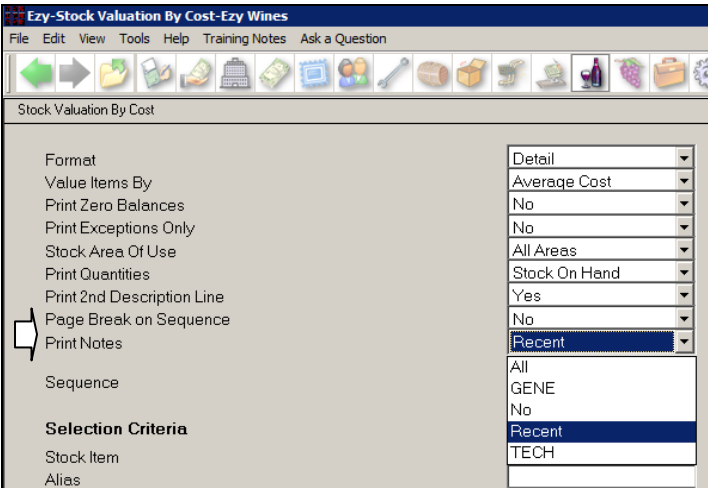 Ezy-Stock Valuation By Cost-Ezy Wines
File Edit View Tools Help Training Notes Ask a Question
Stock Valuation By Cost
Format Detail
Value Items By Average Cost
Print Zero Balances No
Print Exceptions Only No
Stock Area Of Use All Areas
Print Quantities Stock On Hand
Print 2nd Description Line Yes
Page Break on Sequence No
Print Notes Recent
All
Sequence GENE
No
Selection Criteria Recent
Stock Item TECH
Alias